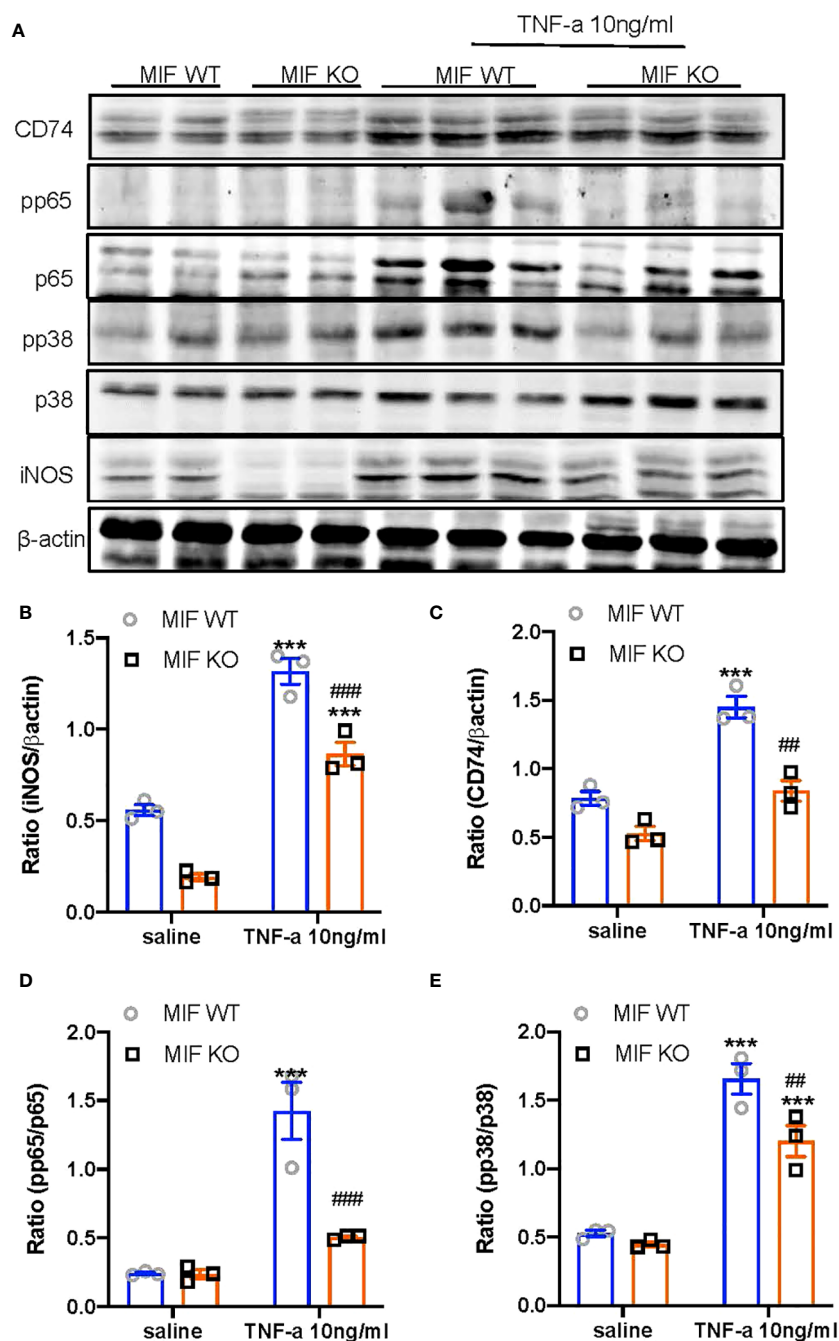 A
TNF-a 10ng/ml
MIF WT MIF KO MIF WT MIF KO
CD74
pp65
p65
pp38
p38
iNOS
β-actin
B
MIF WT
MIF KO
Ratio (iNOS/βactin)
1.5
1.0
0.5
0.0
***
###
***
saline TNF-a 10ng/ml
C
MIF WT
MIF KO
Ratio (CD74/βactin)
2.0
1.5
1.0
0.5
0.0
***
##
saline TNF-a 10ng/ml
D
MIF WT
MIF KO
Ratio (pp65/p65)
2.0
1.5
1.0
0.5
0.0
***
###
saline TNF-a 10ng/ml
E
MIF WT
MIF KO
Ratio (pp38/p38)
2.0
1.5
1.0
0.5
0.0
***
##
***
saline TNF-a 10ng/ml